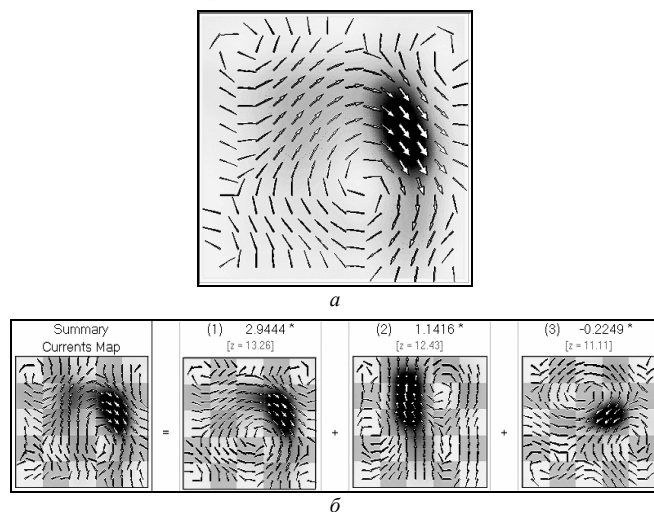 а
Summary (1) 2.9444 * (2) 1.1416 * (3) -0.2249 *
Currents Map [z = 13.26] [z = 12.43] [z = 11.11]
= + +
б